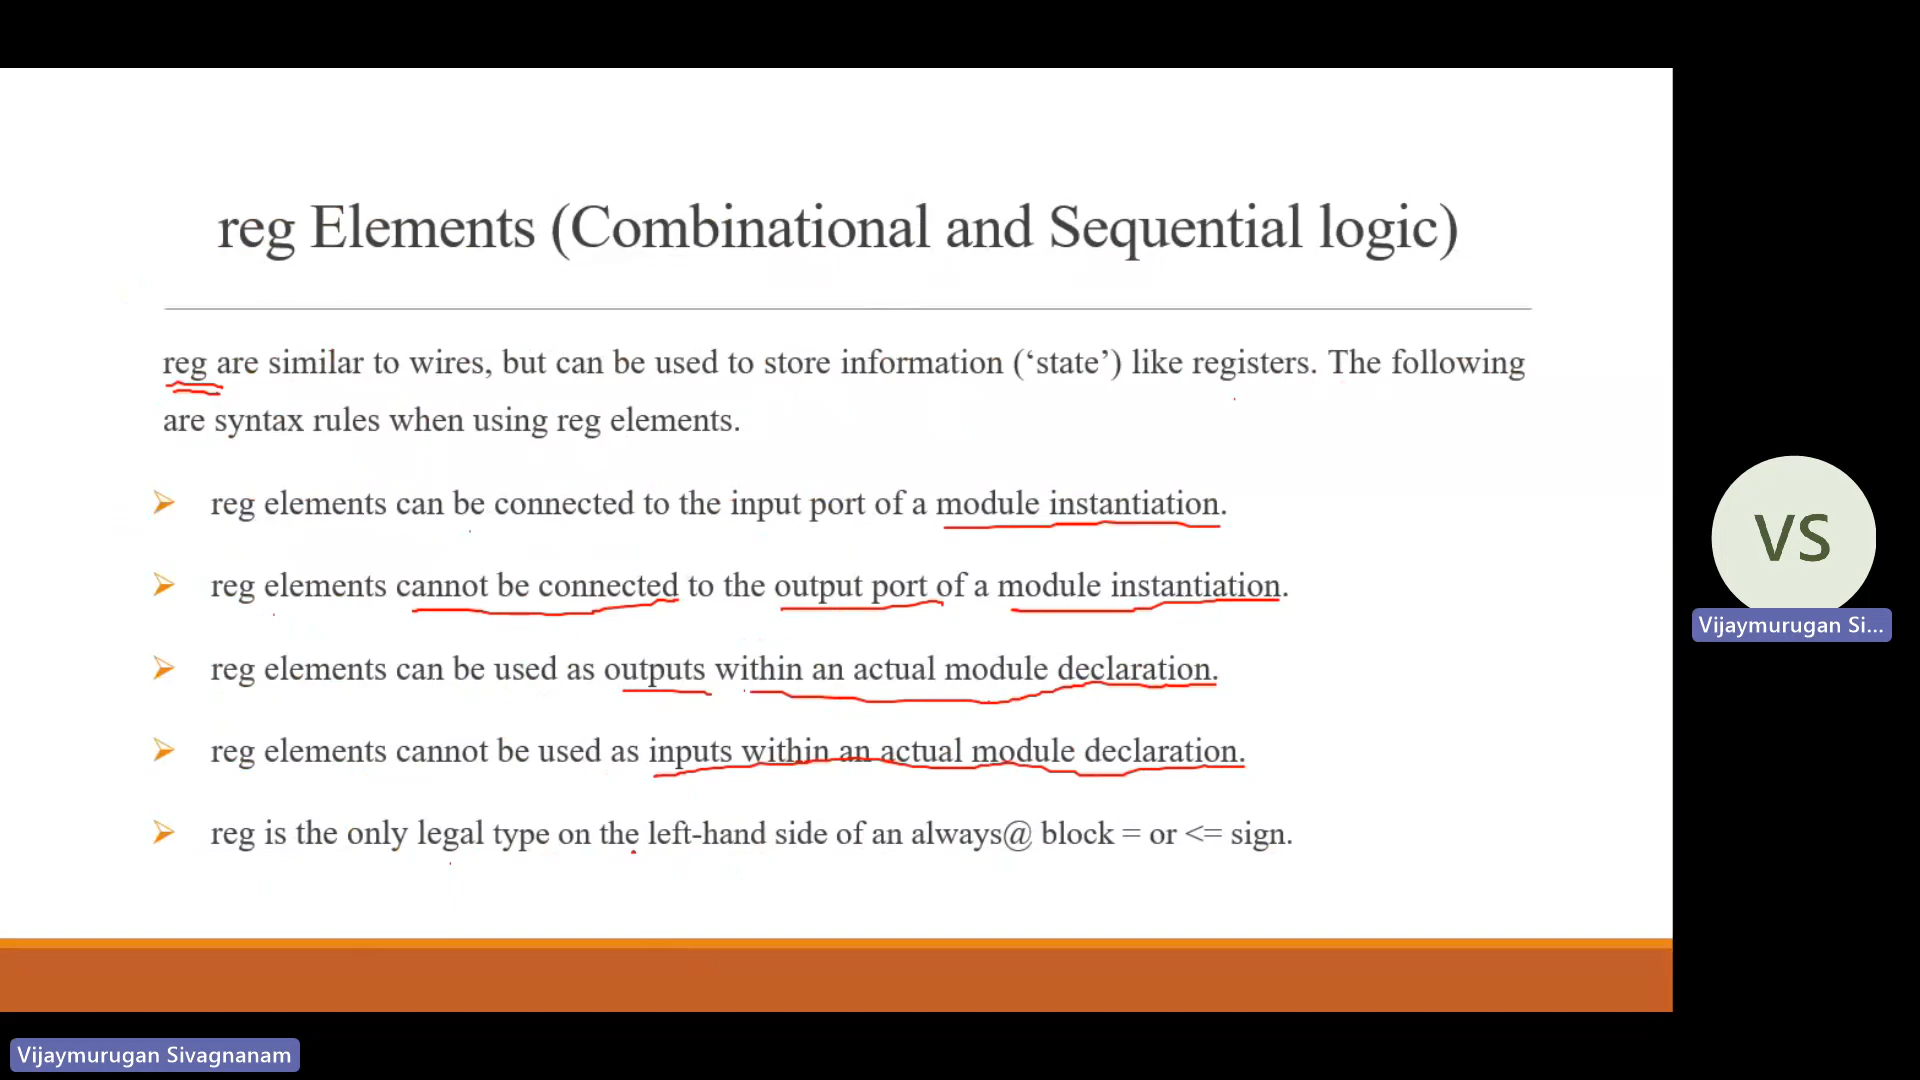 reg Elements (Combinational and Sequential logic)
reg are similar to wires, but can be used to store information (‘state’) like registers. The following
are syntax rules when using reg elements.
reg elements can be connected to the input port of a module instantiation.
reg elements cannot be connected to the output port of a module instantiation.
reg elements can be used as outputs within an actual module declaration.
reg elements cannot be used as inputs within an actual module declaration.
reg is the only legal type on the left-hand side of an always@ block = or <= sign.
VS
Vijaymurugan Si...
Vijaymurugan Sivagnanam